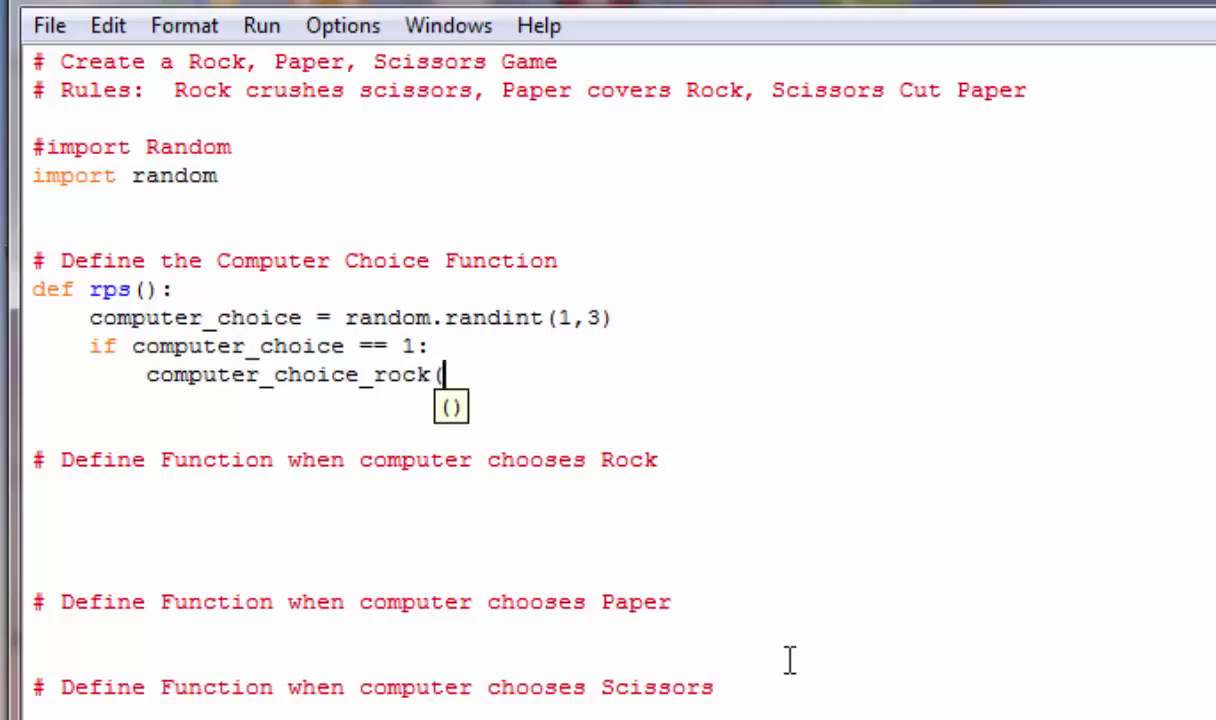 File Edit Format Run Options Windows Help
# Create a Rock, Paper, Scissors Game
# Rules:  Rock crushes scissors, Paper covers Rock, Scissors Cut Paper
#import Random
import random
# Define the Computer Choice Function
def rps():
    computer_choice = random.randint(1,3)
    if computer_choice == 1:
        computer_choice_rock(
()
# Define Function when computer chooses Rock
# Define Function when computer chooses Paper
# Define Function when computer chooses Scissors